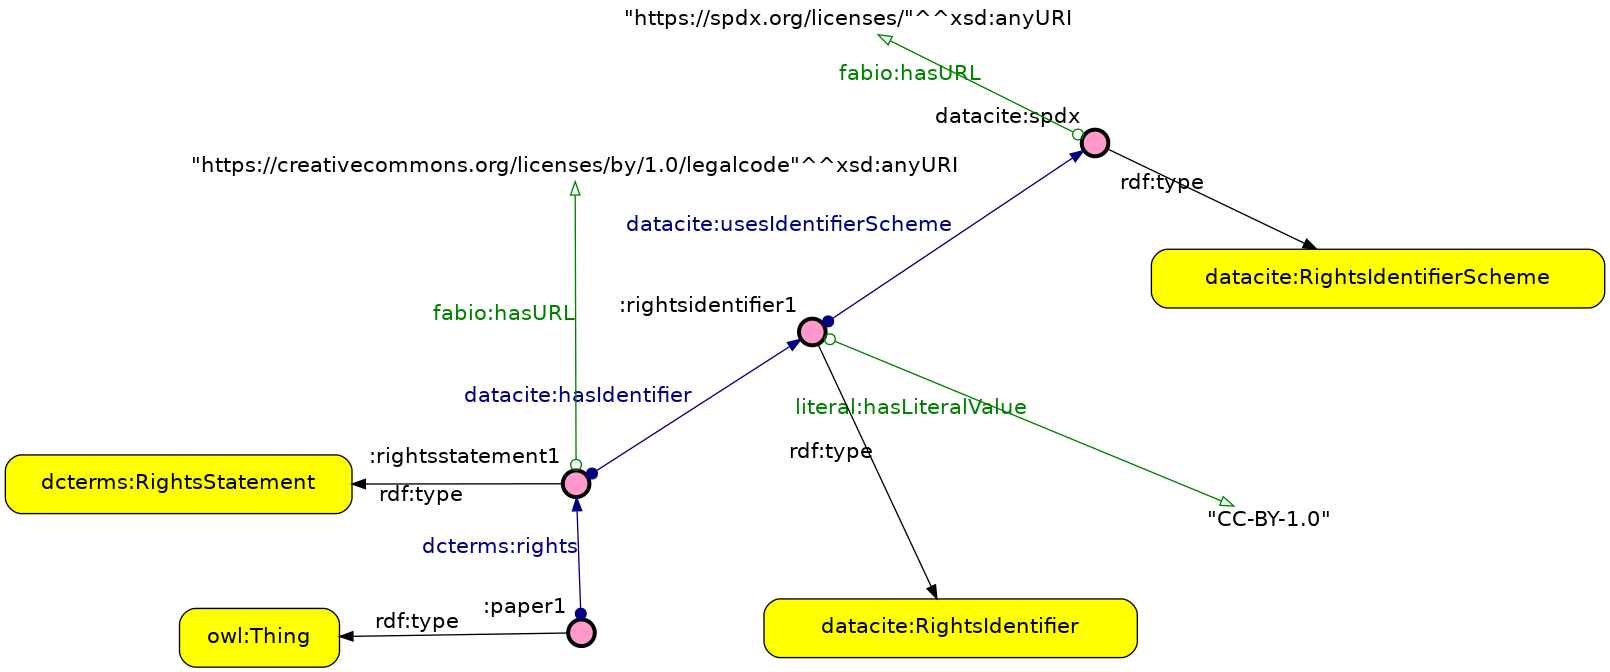 "https://spdx.org/licenses/"^^xsd:anyURI
fabio:hasURL
datacite:spdx
"https://creativecommons.org/licenses/by/1.0/legalcode"^^xsd:anyURI
rdf:type
datacite:usesIdentifierScheme
datacite:RightsIdentifierScheme
:rightsidentifier1
fabio:hasURL
datacite:hasIdentifier
literal:hasLiteralValue
rdf:type
:rightsstatement1
dcterms:RightsStatement
rdf:type
"CC-BY-1.0"
dcterms:rights
:paper1
rdf:type
owl:Thing
datacite:RightsIdentifier